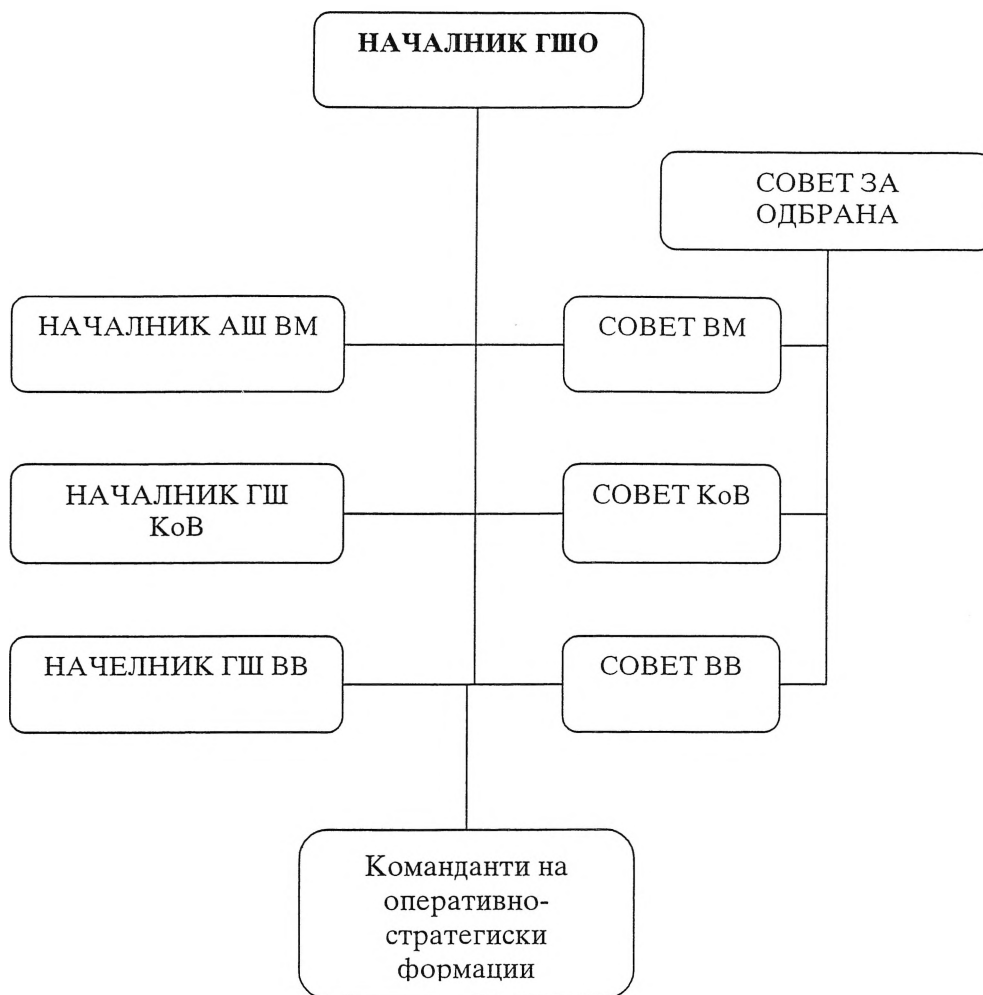 НАЧАЛНИК ГШО
СОВЕТ ЗА
ОДБРАНА
НАЧАЛНИК АШ ВМ
СОВЕТ ВМ
НАЧАЛНИК ГШ
КоВ
СОВЕТ КоВ
НАЧЕЛНИК ГШ ВВ
СОВЕТ ВВ
Команданти на
оперативно-
стратегиски
формации